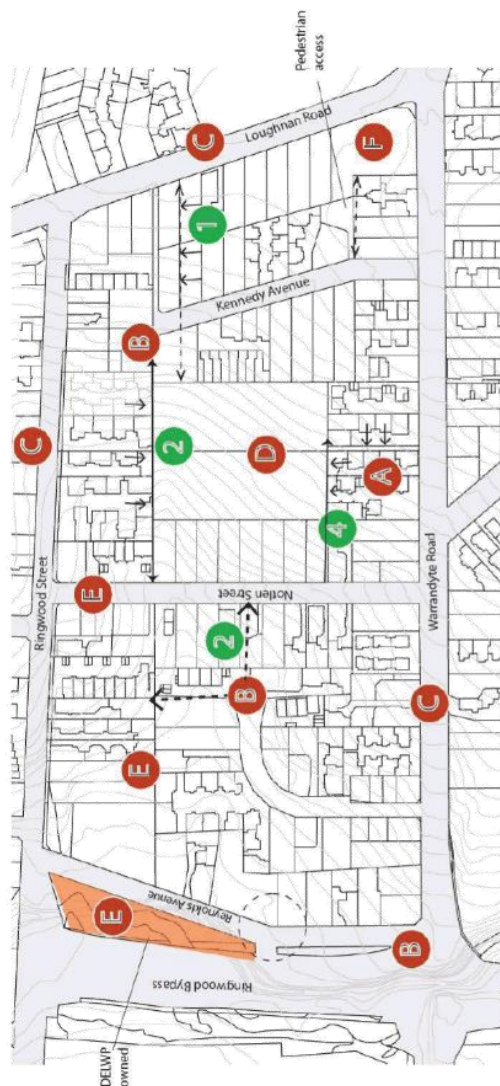 Ringwood Street
C
E
DELWP
owned
E
E
B
2
C
1
Reynolds Avenue
2
Kennedy Avenue
Ringwood Bypass
B
D
Notlen Street
Loughnan Road
Pedestrian
access
4
F
A
B
C
Warrandyte Road